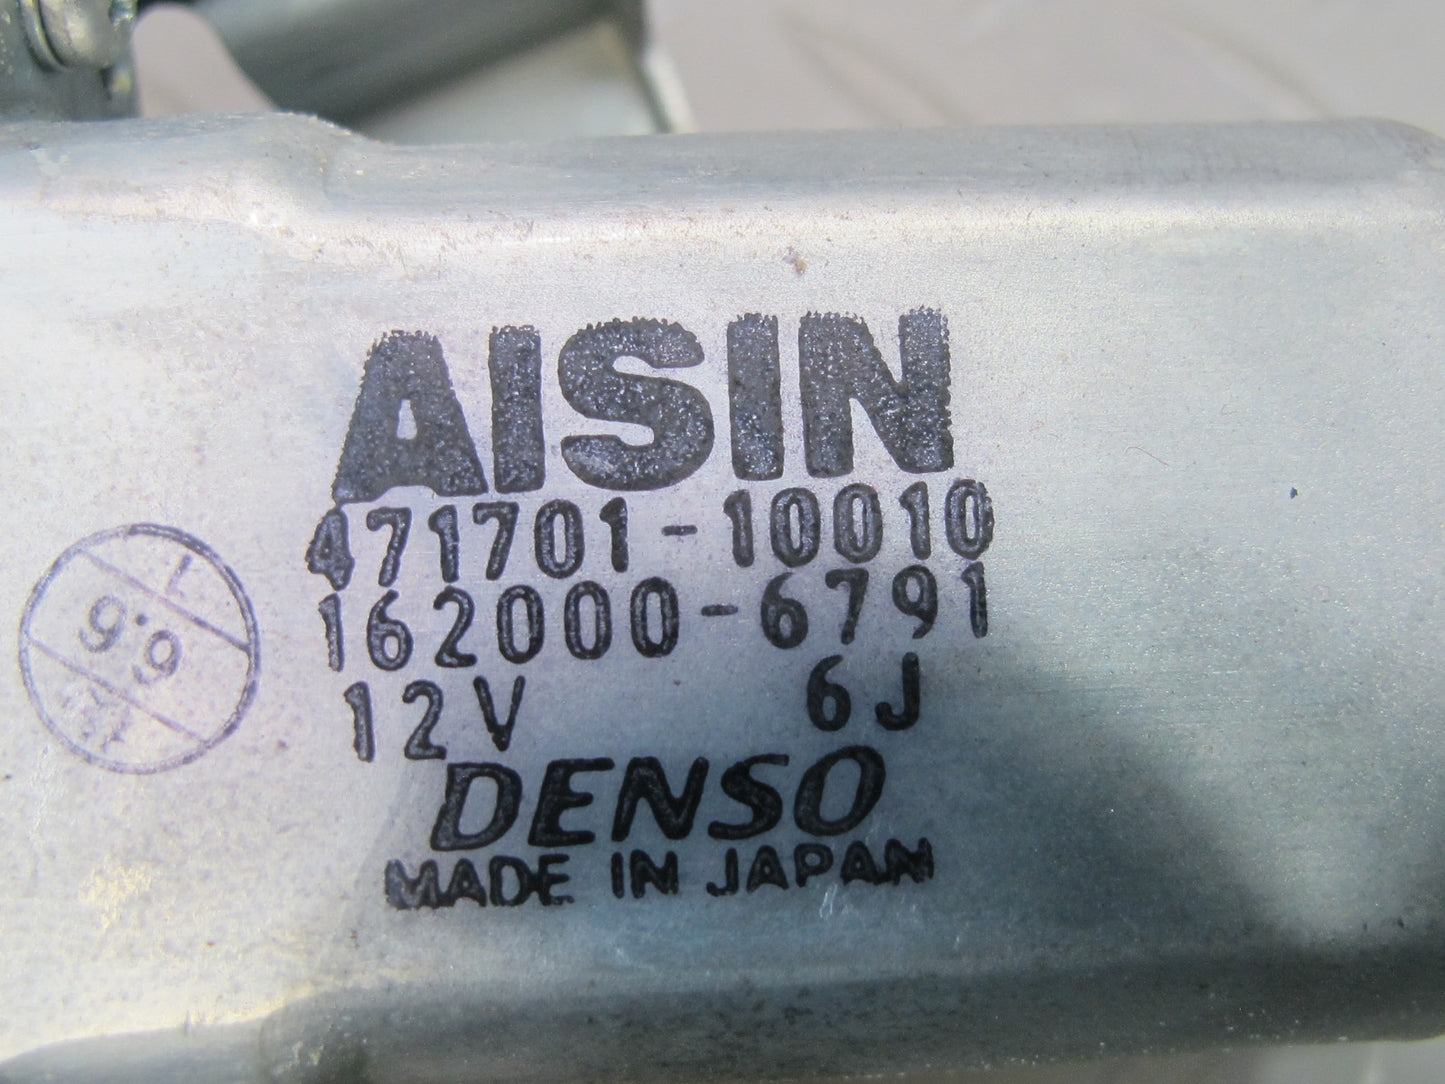 AISIN
471701-10010
162000-6791
12V 6J
DENSO
MADE IN JAPAN